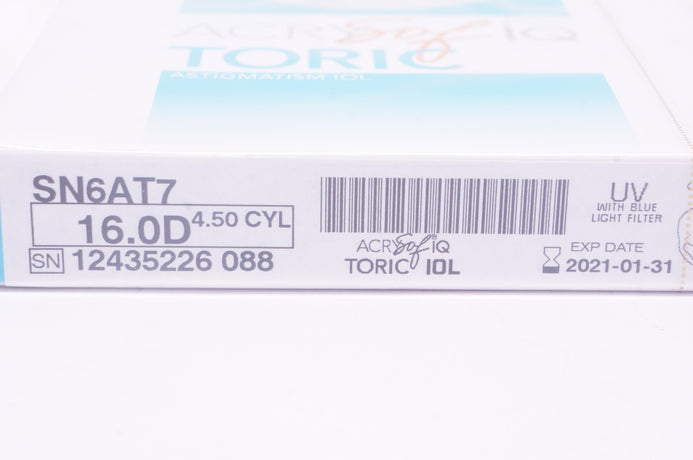 ACRYSof IQ
TORIC
ASTIGMATISM IOL
SN6AT7
16.0D 4.50 CYL
SN 12435226 088
ACRYSof IQ
TORIC IOL
UV
WITH BLUE
LIGHT FILTER
EXP DATE
2021-01-31